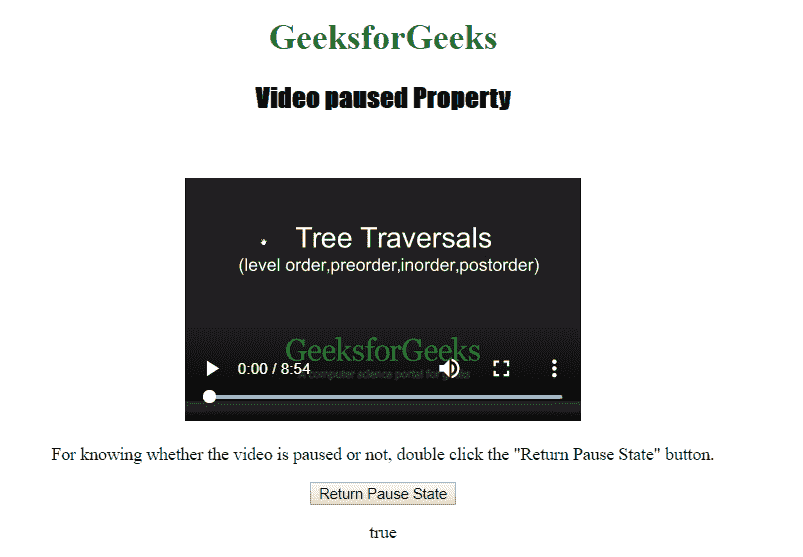 GeeksforGeeks
Video paused Property
Tree Traversals
(level order,preorder,inorder,postorder)
GeeksforGeeks
computer science portal for geeks
0:00 / 8:54
For knowing whether the video is paused or not, double click the "Return Pause State" button.
Return Pause State
true